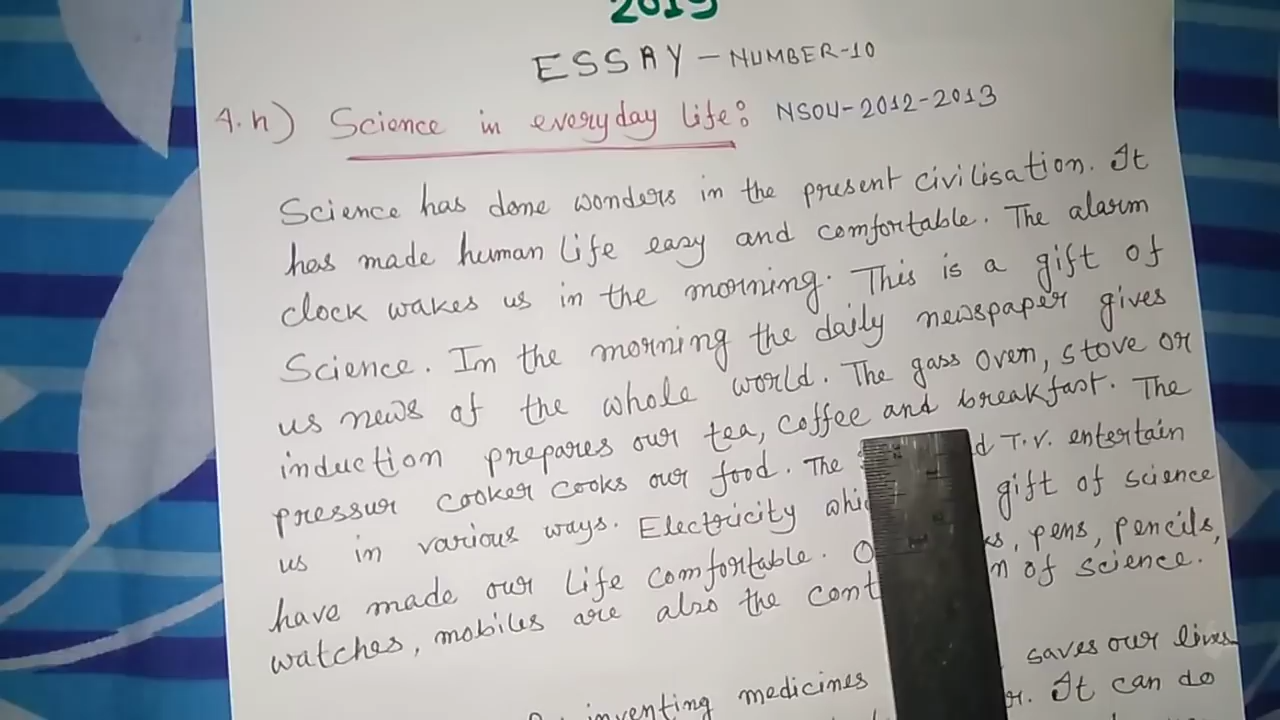 2019
ESSAY - NUMBER-10
4.h) Science in everyday life: NSOU-2012-2013
Science has done wonders in the present civilisation. It
has made human life easy and comfortable. The alarm
clock wakes us in the morning. This is a gift of
Science. In the morning the daily newspaper gives
us news of the whole world. The gass oven, stove or
induction prepares our tea, coffee and breakfast. The
pressur cooker cooks our food. The T.V. entertain
us in various ways. Electricity gift of science
have made our life comfortable. pens, pencils,
watches, mobiles are also the of science.
inventing medicines saves our lives
It can do